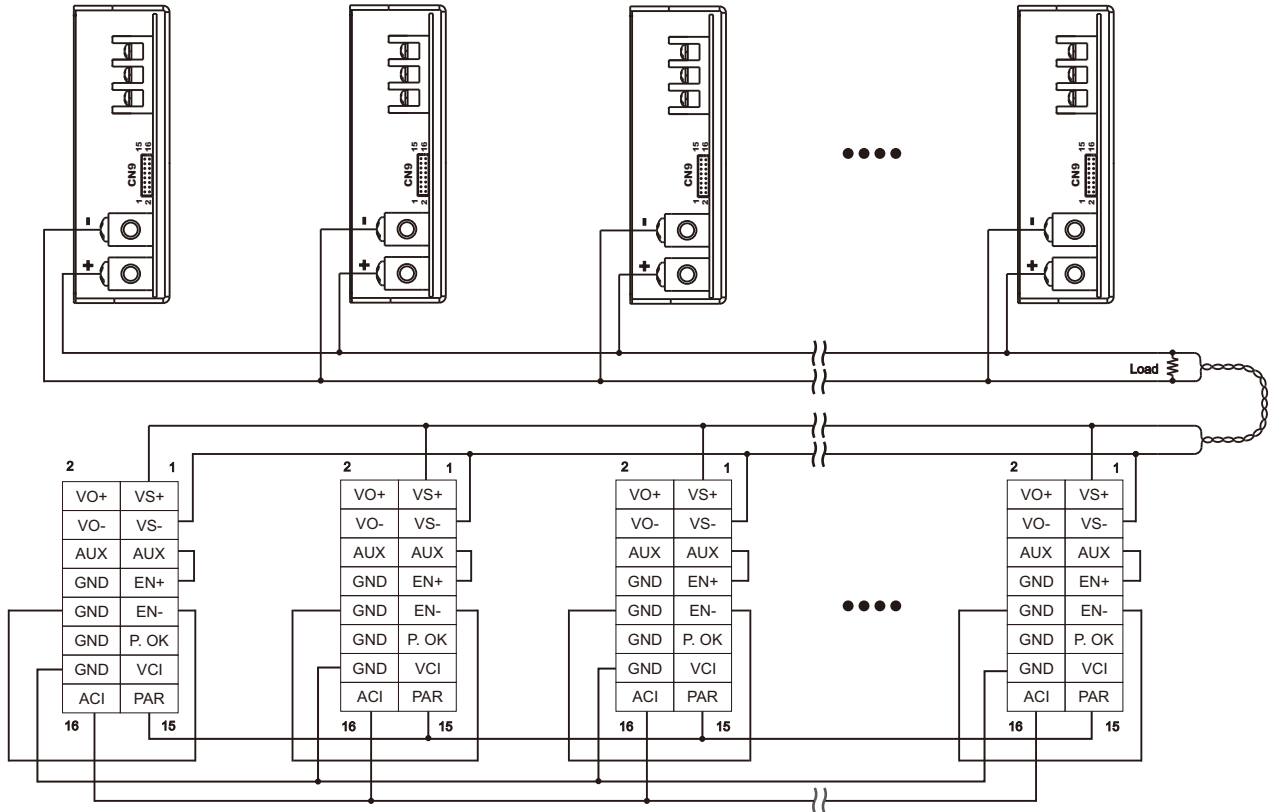 15
16
CN9
1
2
-
+
15
16
CN9
1
2
-
+
15
16
CN9
1
2
-
+
15
16
CN9
1
2
-
+
Load
2 1
VO+ VS+
VO- VS-
AUX AUX
GND EN+
GND EN-
GND P. OK
GND VCI
ACI PAR
16 15
2 1
VO+ VS+
VO- VS-
AUX AUX
GND EN+
GND EN-
GND P. OK
GND VCI
ACI PAR
16 15
2 1
VO+ VS+
VO- VS-
AUX AUX
GND EN+
GND EN-
GND P. OK
GND VCI
ACI PAR
16 15
2 1
VO+ VS+
VO- VS-
AUX AUX
GND EN+
GND EN-
GND P. OK
GND VCI
ACI PAR
16 15